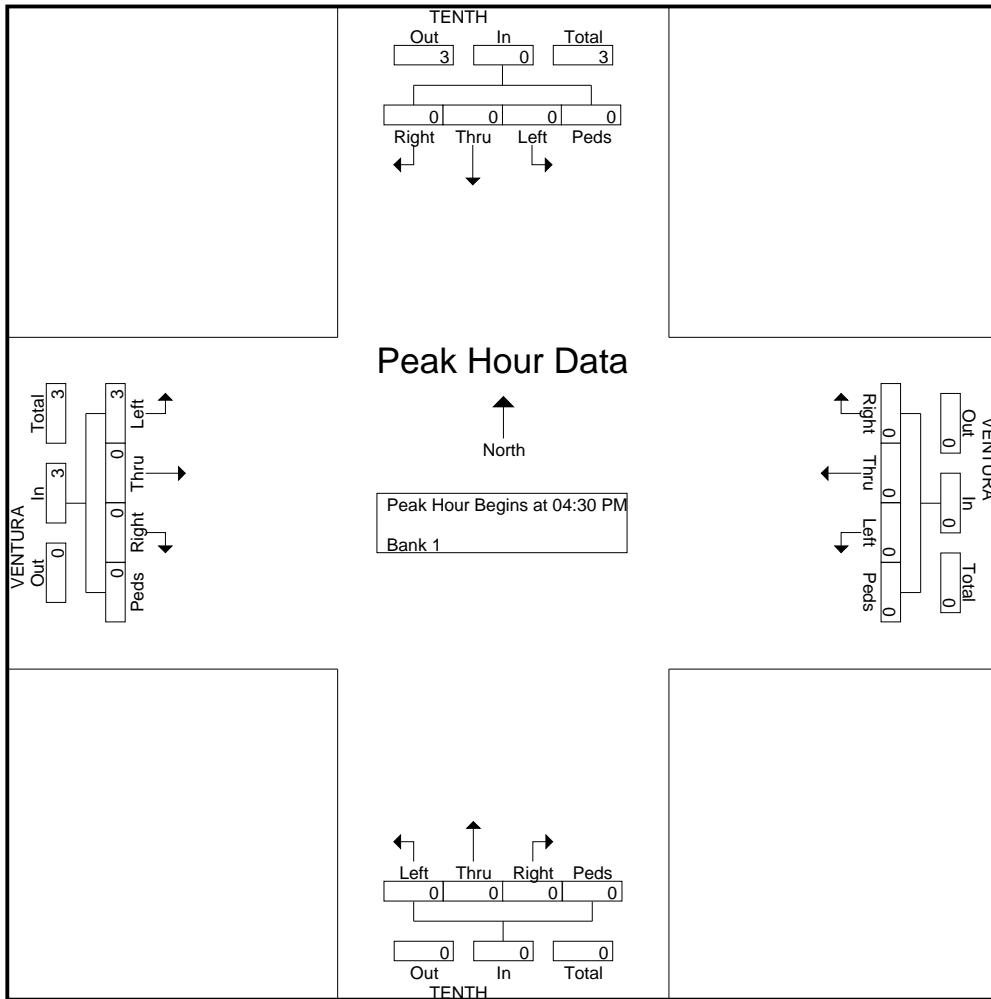 TENTH
Out In Total
3 0 3
0 0 0 0
Right Thru Left Peds
Peak Hour Data
North
Peak Hour Begins at 04:30 PM
Bank 1
VENTURA
Total In Out
3 3 0
3 0 0 0
Left Thru Right Peds
VENTURA
Out In Total
0 0 0
0 0 0 0
Right Thru Left Peds
Left Thru Right Peds
0 0 0 0
0 0 0
Out In Total
TENTH